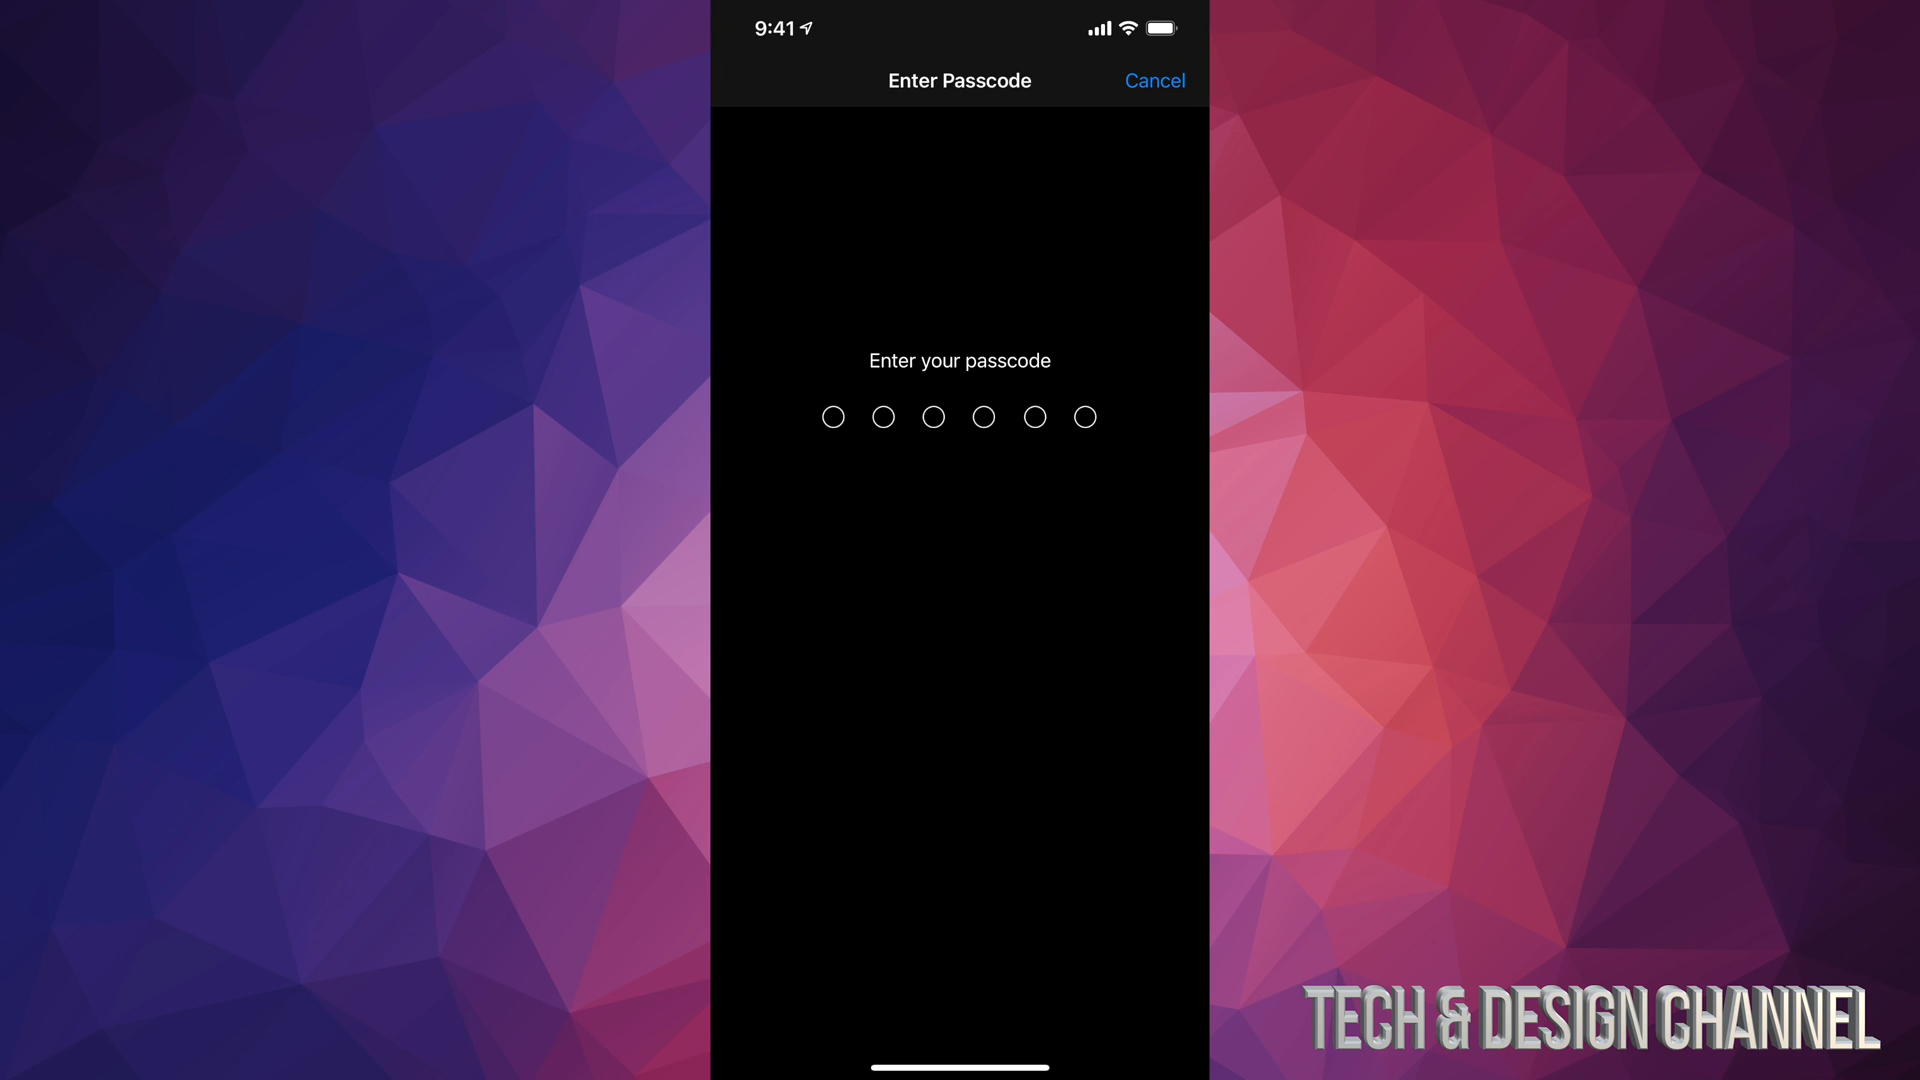 9:41
Enter Passcode
Cancel
Enter your passcode
TECH & DESIGN CHANNEL